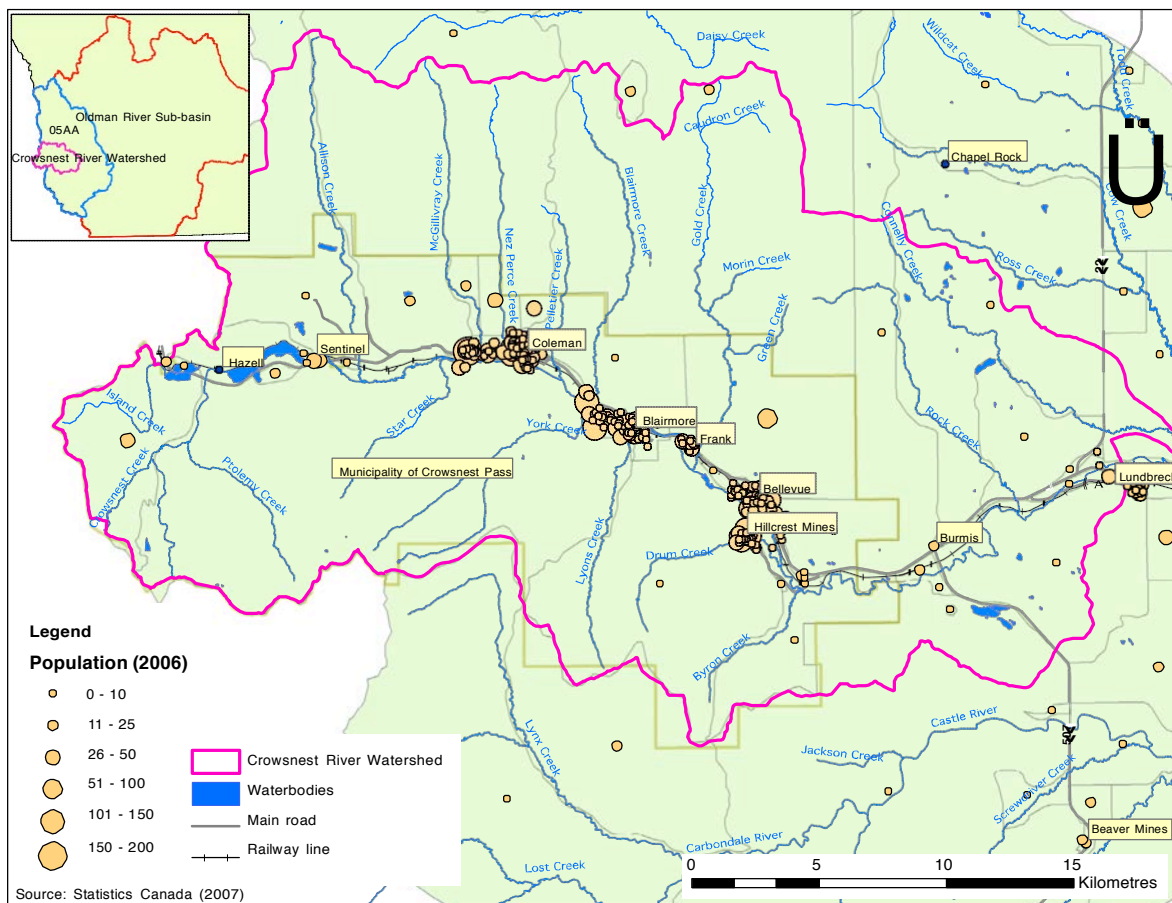 Oldman River Sub-basin
05AA
Crowsnest River Watershed
Daisy Creek
Wildcat Creek
Todd Creek
Caudron Creek
Allison Creek
McGillivray Creek
Nez Perce Creek
Pelletier Creek
Blairmore Creek
Gold Creek
Chapel Rock
Ü
Cow Creek
Connelly Creek
Morin Creek
Ross Creek
22
Green Creek
Hazell
Sentinel
Coleman
Island Creek
Star Creek
York Creek
Blairmore
Frank
Rock Creek
Crowsnest Creek
Ptolemy Creek
Municipality of Crowsnest Pass
Bellevue
Lundbrec
Hillcrest Mines
Lyons Creek
Drum Creek
Burmis
Byron Creek
Legend
Population (2006)
0 - 10
11 - 25
26 - 50
51 - 100
101 - 150
150 - 200
Crowsnest River Watershed
Waterbodies
Main road
Railway line
Source: Statistics Canada (2007)
Lynx Creek
Castle River
507
Jackson Creek
Screwdriver Creek
Carbondale River
Beaver Mines
Lost Creek
0 5 10 15
Kilometres